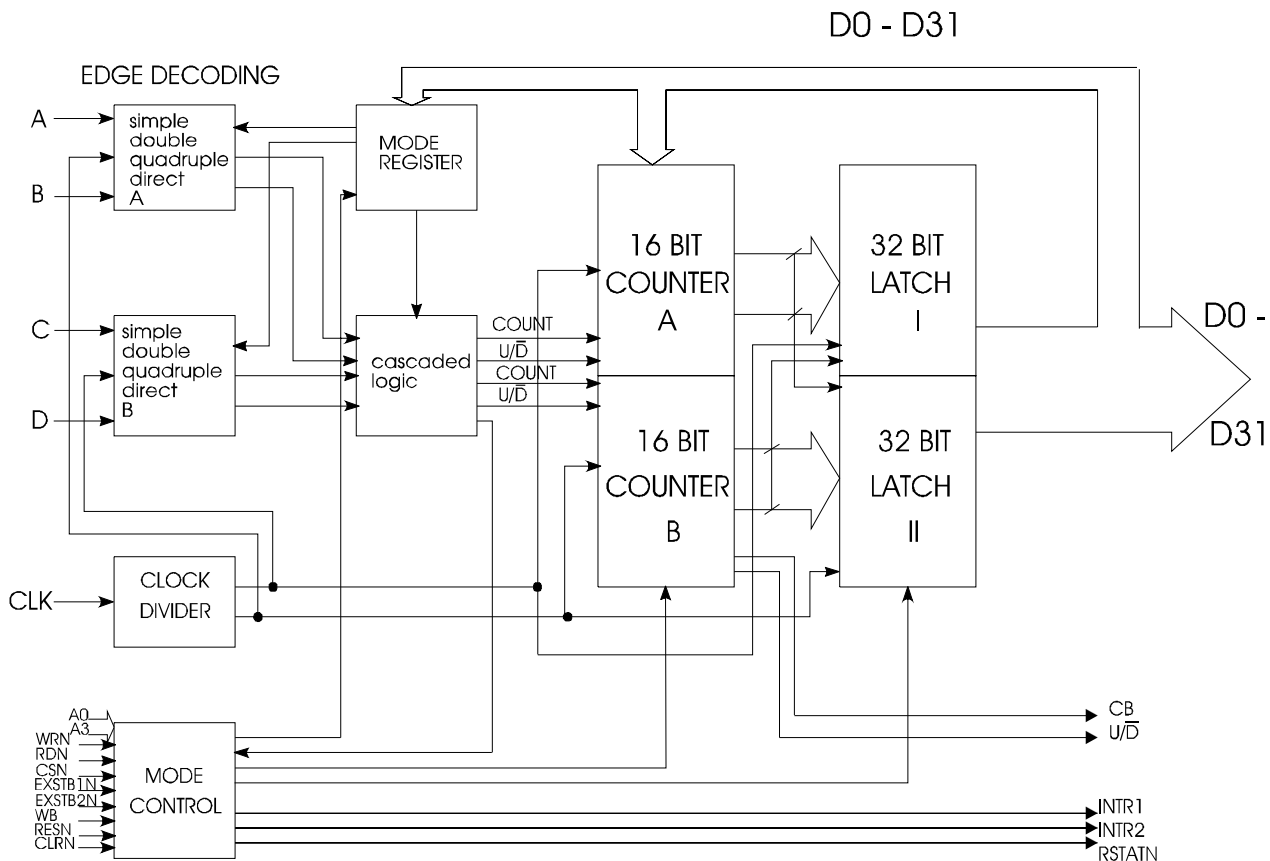 D0 - D31
EDGE DECODING
A
B
simple
double
quadruple
direct
A
MODE
REGISTER
C
D
simple
double
quadruple
direct
B
cascaded
logic
COUNT
U/D̅
COUNT
U/D̅
16 BIT
COUNTER
A
16 BIT
COUNTER
B
32 BIT
LATCH
I
32 BIT
LATCH
II
D0 -
D31
CLK
CLOCK
DIVIDER
A0
A3
WRN
RDN
CSN
EXSTB1N
EXSTB2N
WB
RESN
CLRN
MODE
CONTROL
CB
U/D̅
INTR1
INTR2
RSTATN